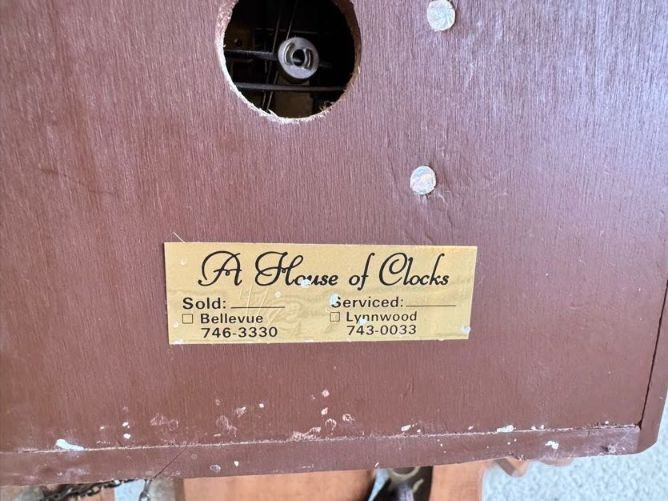 A House of Clocks
Sold: Serviced:
☐ Bellevue ☐ Lynnwood
746-3330 743-0033